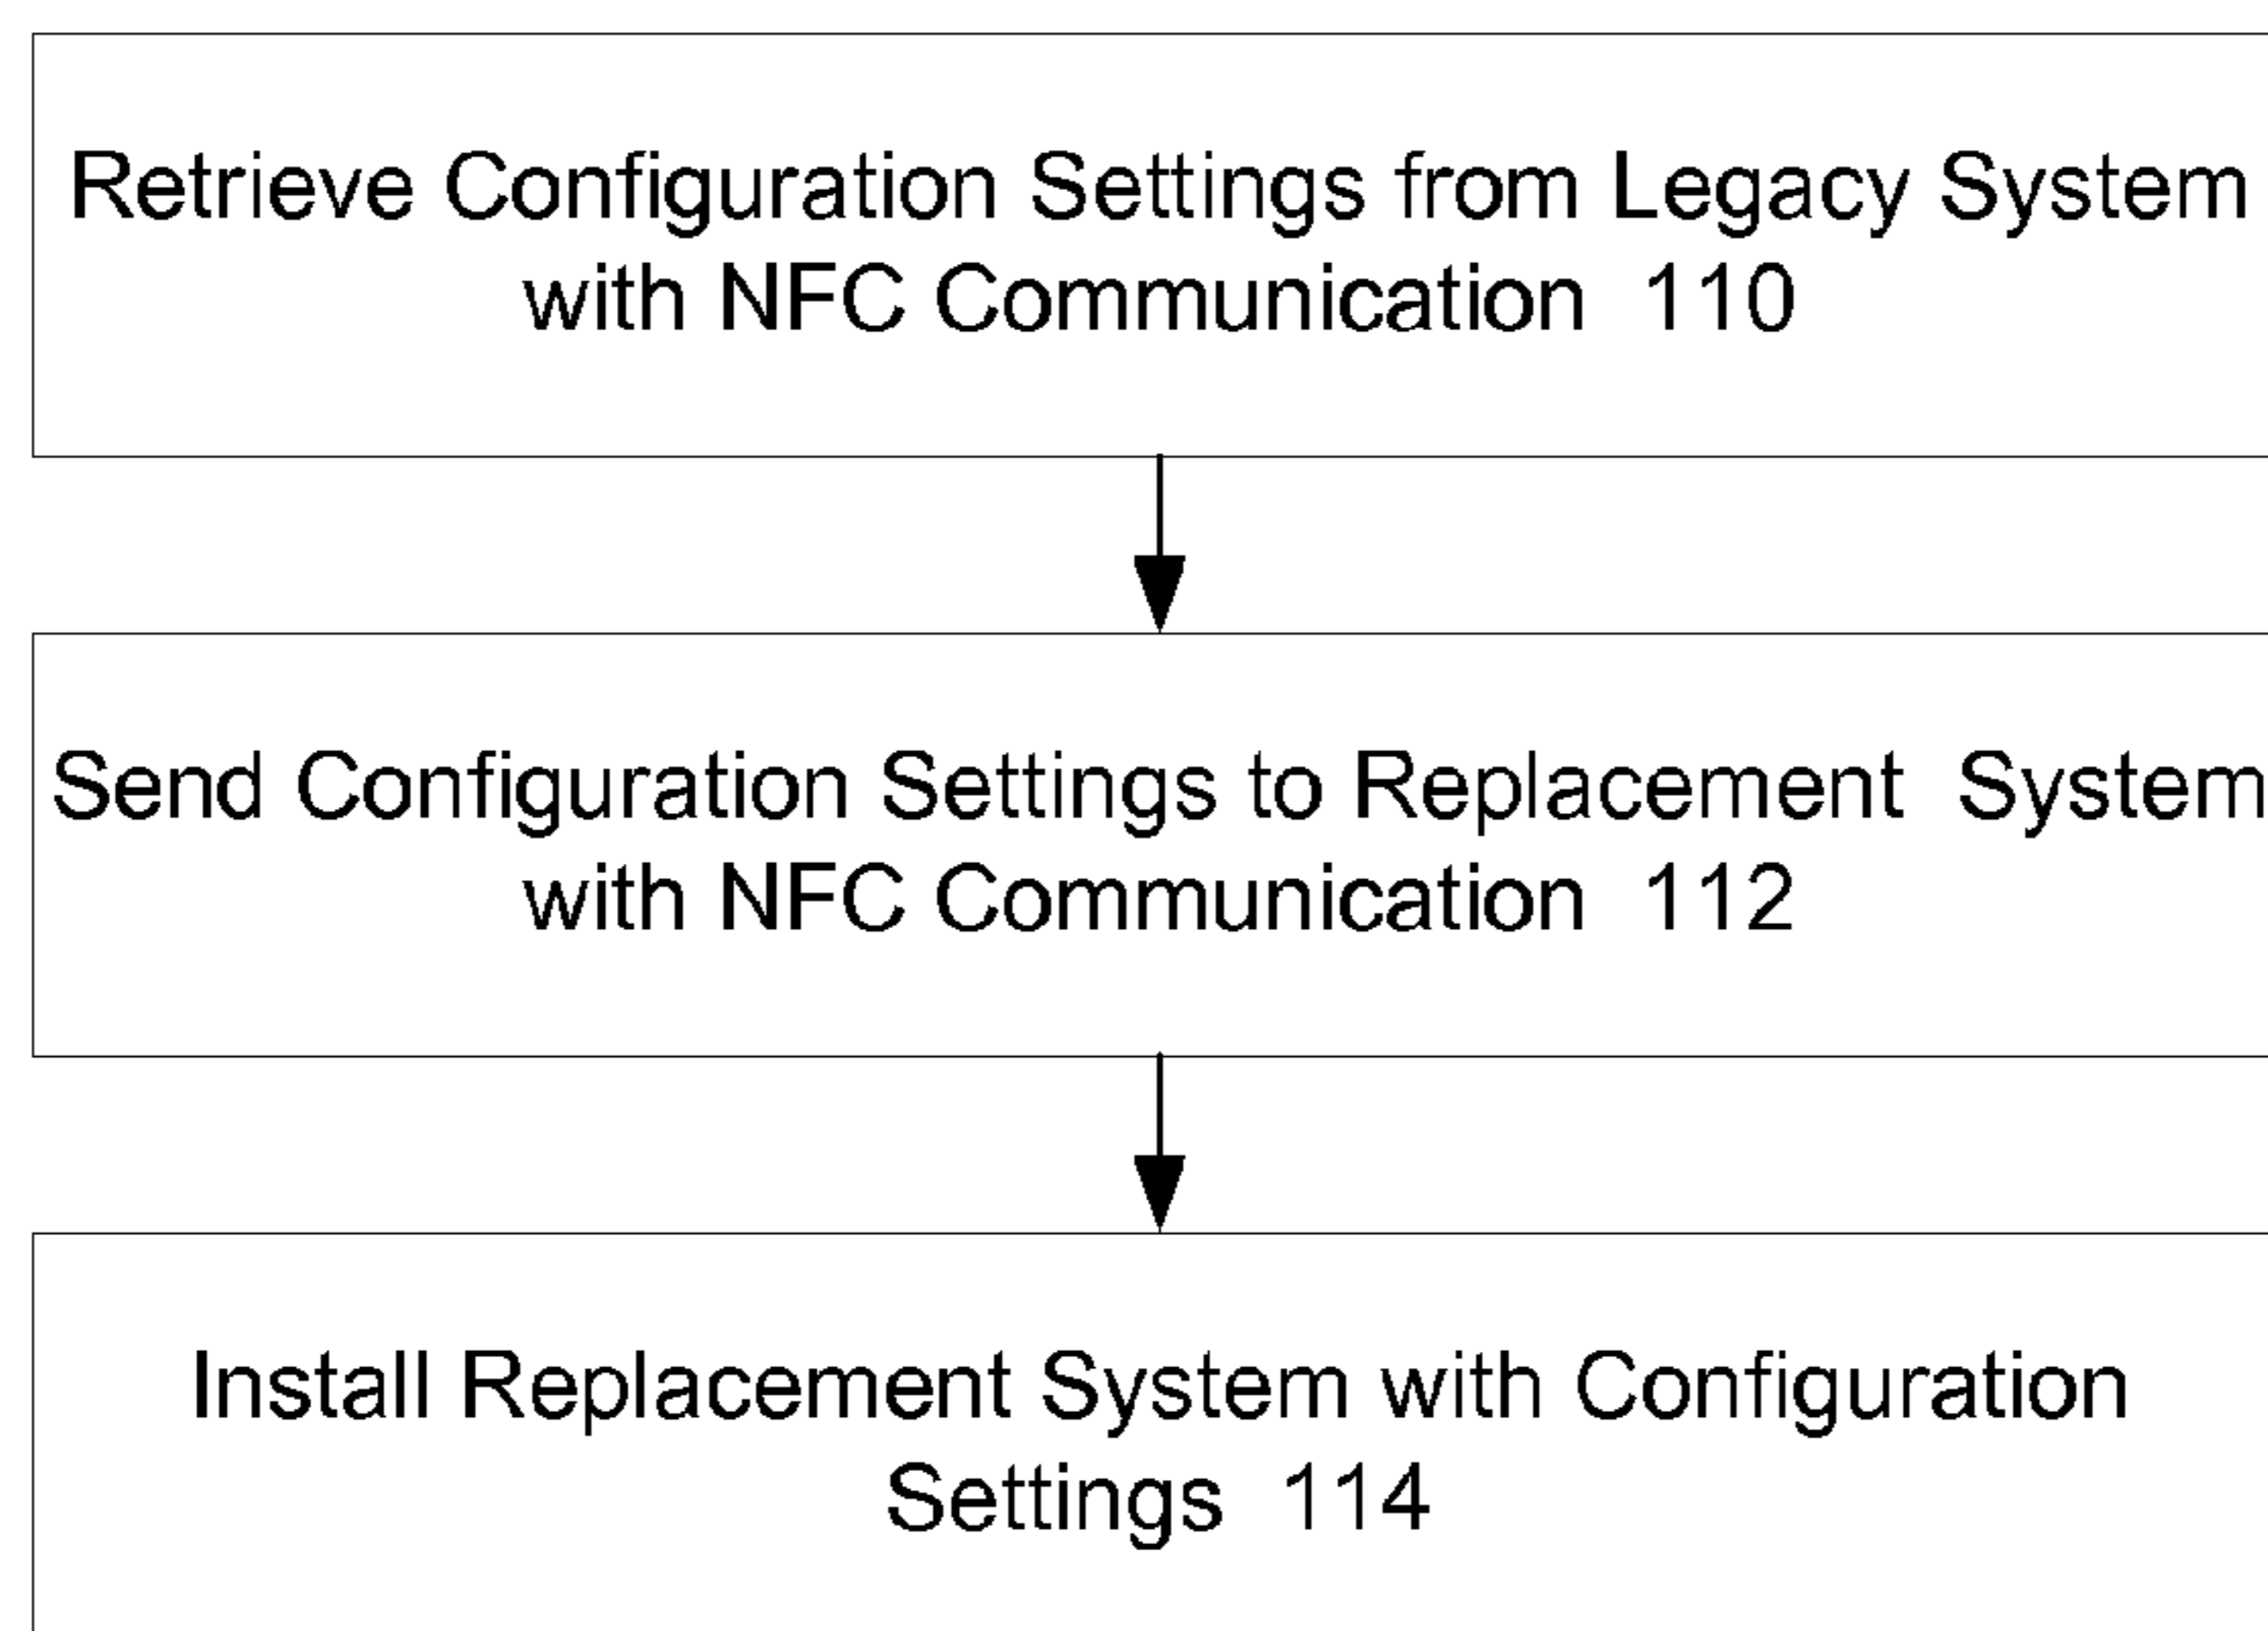 Retrieve Configuration Settings from Legacy System
with NFC Communication 110
Send Configuration Settings to Replacement System
with NFC Communication 112
Install Replacement System with Configuration
Settings 114